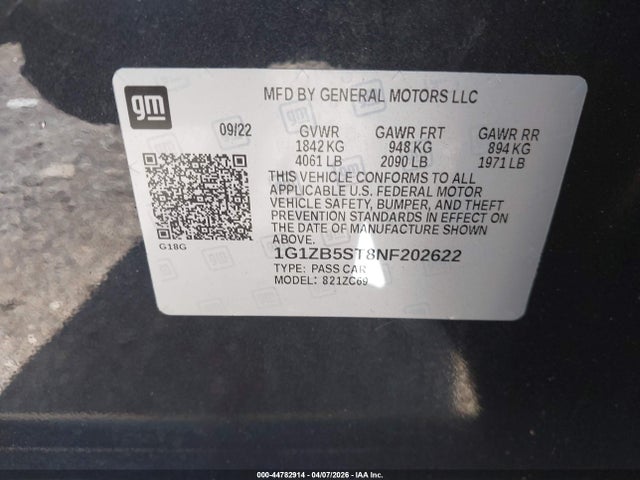 gm
MFD BY GENERAL MOTORS LLC
09/22 GVWR GAWR FRT GAWR RR
1842 KG 948 KG 894 KG
4061 LB 2090 LB 1971 LB
THIS VEHICLE CONFORMS TO ALL
APPLICABLE U.S. FEDERAL MOTOR
VEHICLE SAFETY, BUMPER, AND THEFT
PREVENTION STANDARDS IN EFFECT ON
THE DATE OF MANUFACTURE SHOWN
ABOVE.
G18G
1G1ZB5ST8NF202622
TYPE: PASS CAR
MODEL: 821ZC69
000-44782914 - 04/07/2026 - IAA Inc.